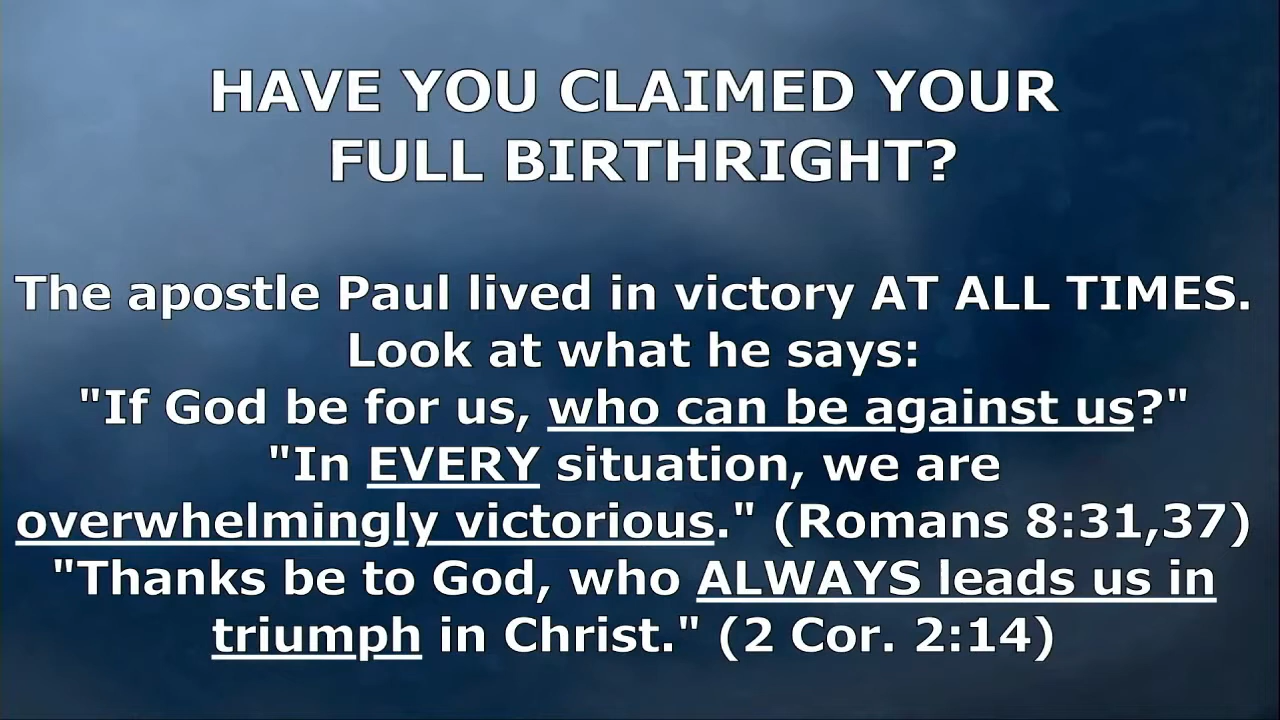 HAVE YOU CLAIMED YOUR
FULL BIRTHRIGHT?
The apostle Paul lived in victory AT ALL TIMES.
Look at what he says:
"If God be for us, who can be against us?"
"In EVERY situation, we are
overwhelmingly victorious." (Romans 8:31,37)
"Thanks be to God, who ALWAYS leads us in
triumph in Christ." (2 Cor. 2:14)